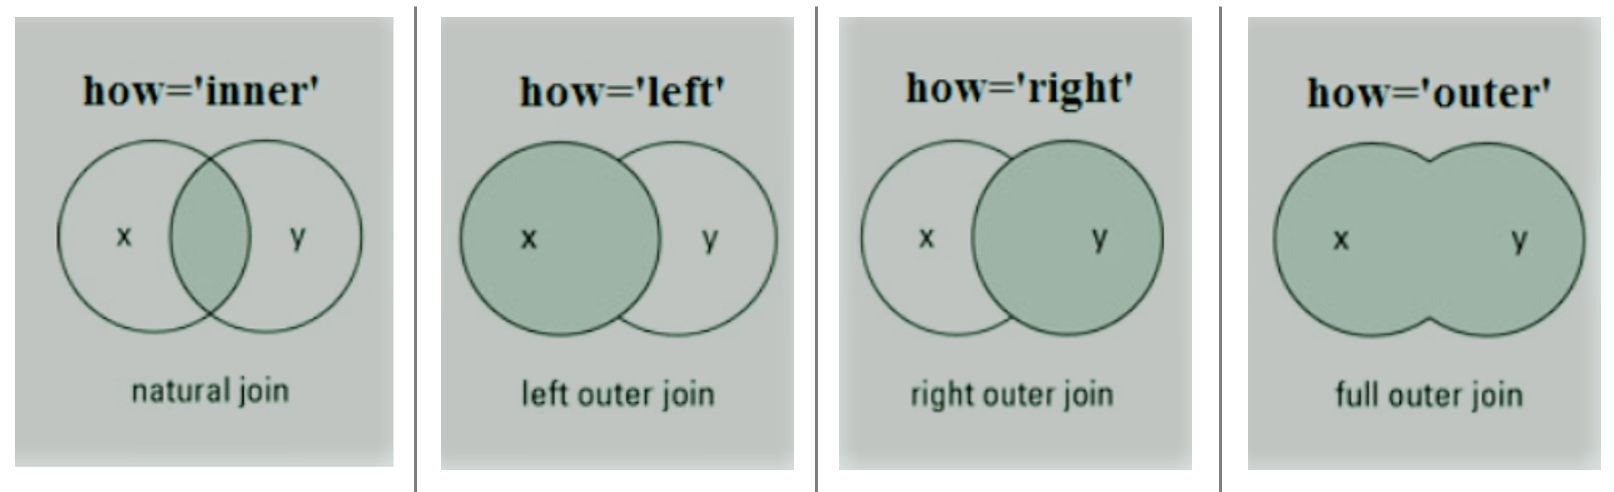 how='inner'
x y
natural join
how='left'
x y
left outer join
how='right'
x y
right outer join
how='outer'
x y
full outer join